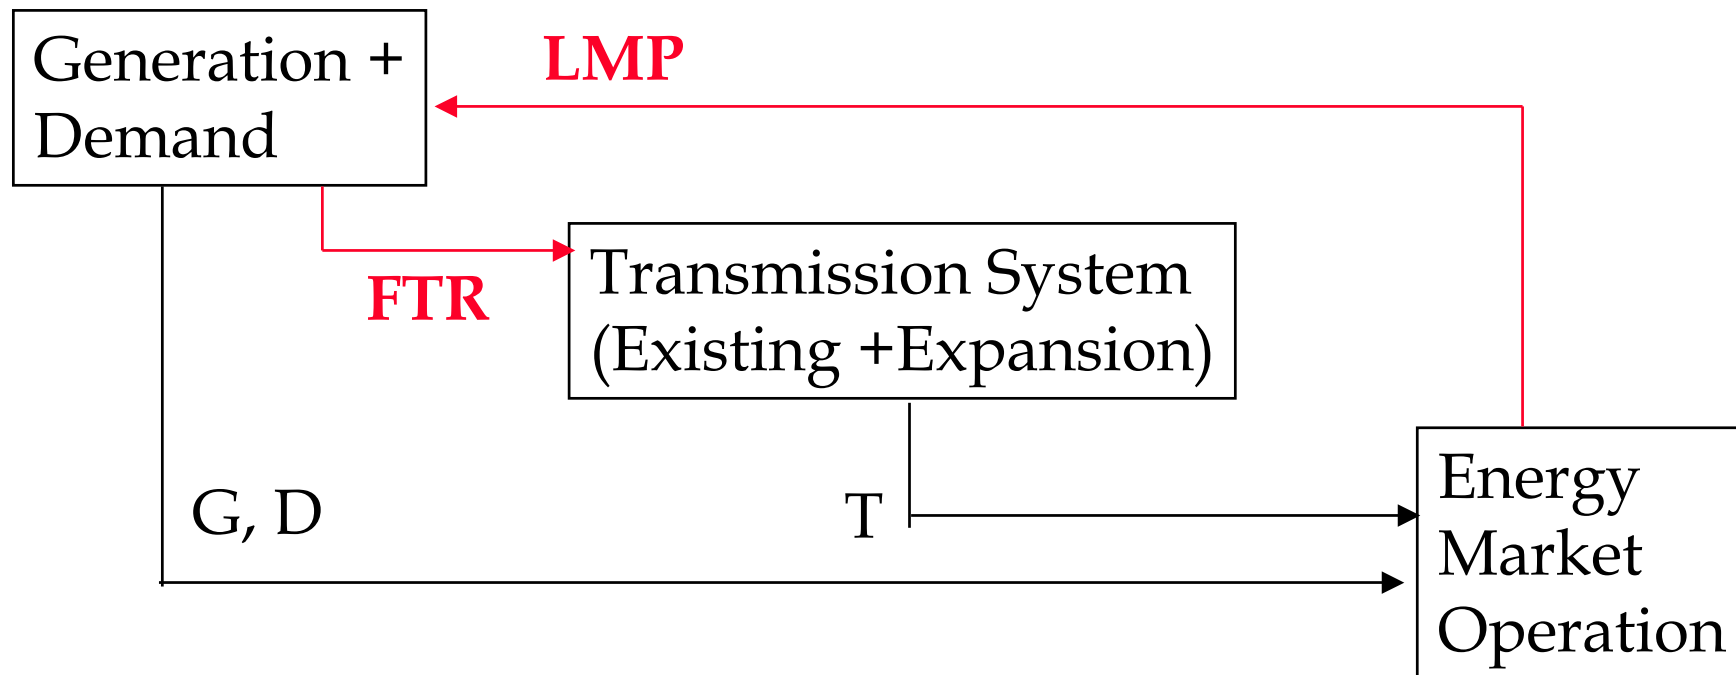 Generation +
Demand
LMP
FTR
Transmission System
(Existing +Expansion)
G, D
T
Energy
Market
Operation